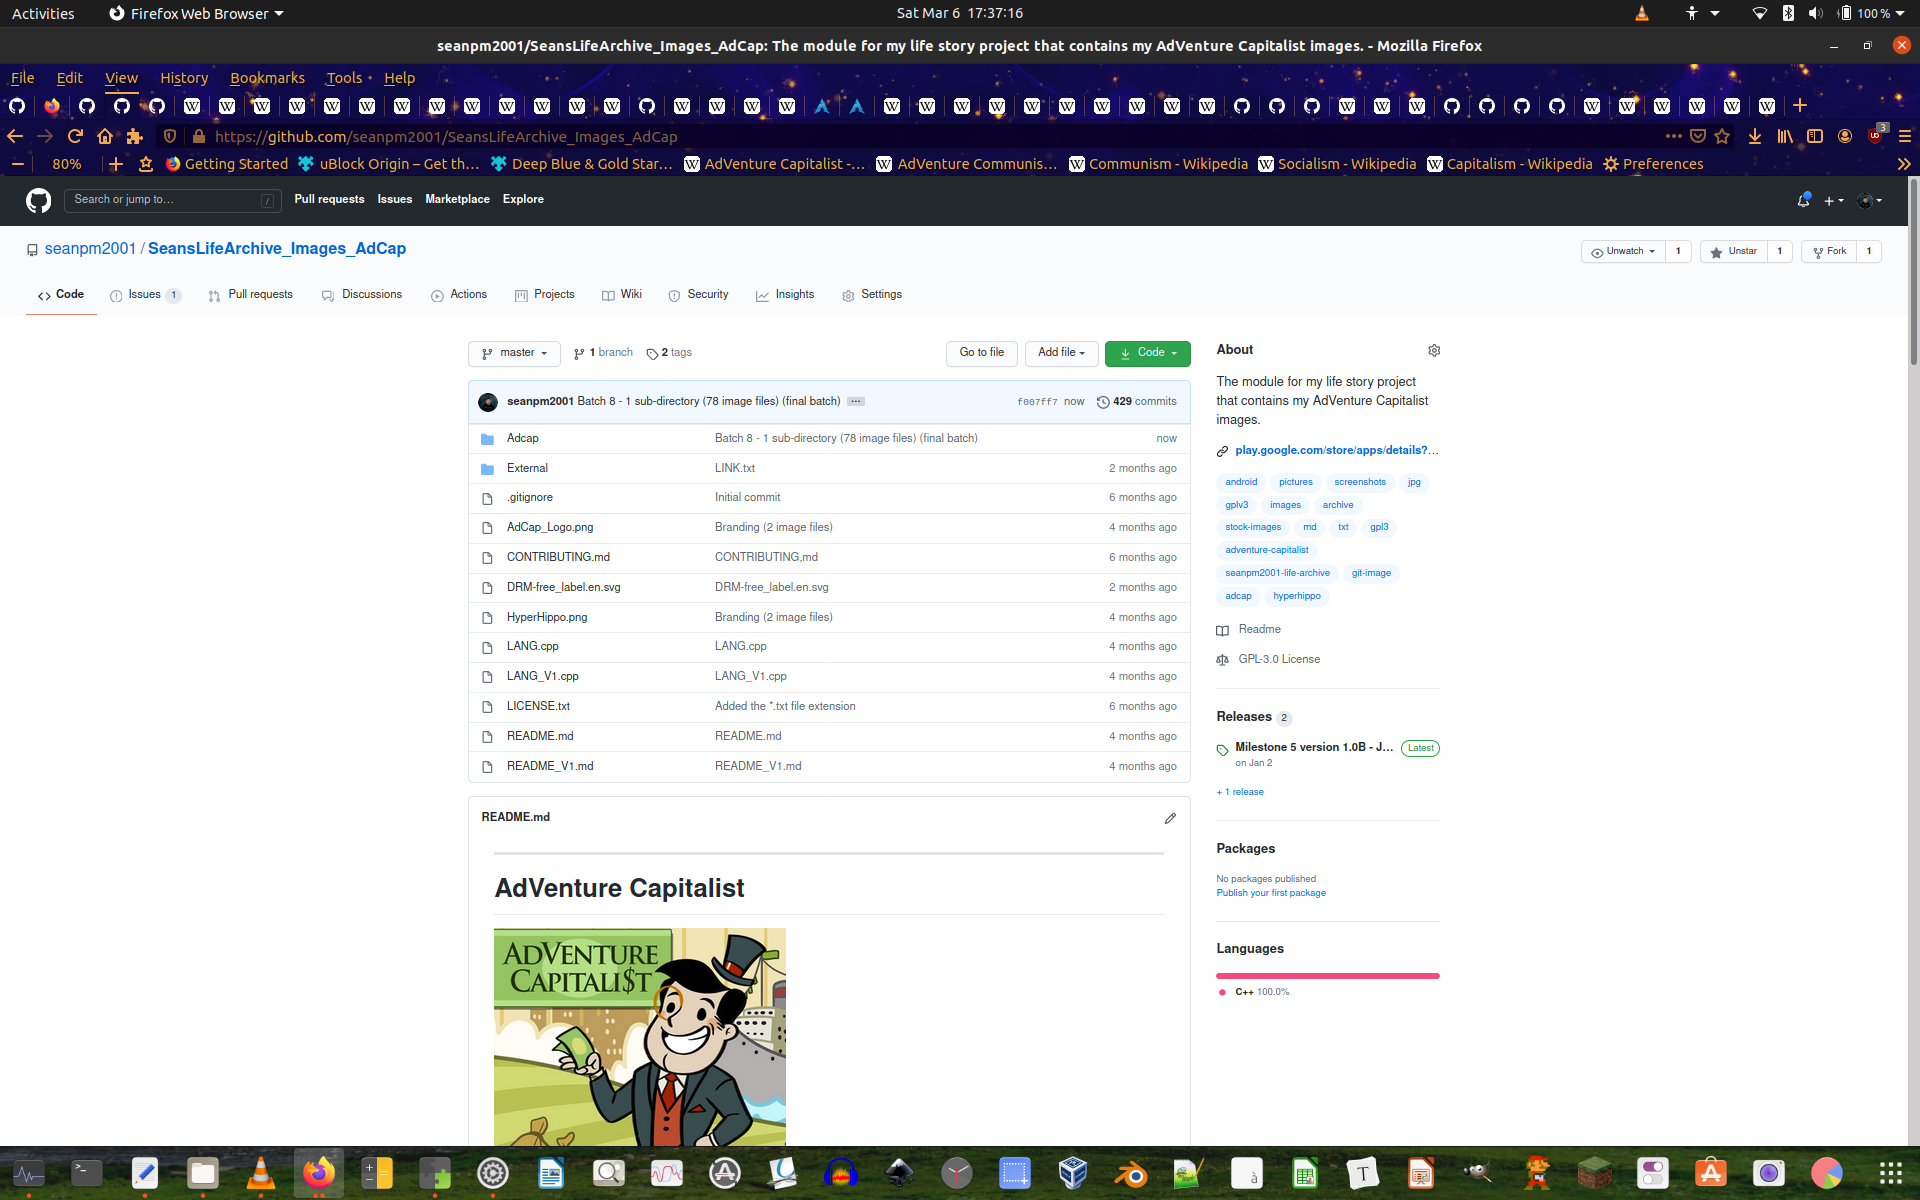 Activities Firefox Web Browser Sat Mar 6 17:37:16 100 %
seanpm2001/SeansLifeArchive_Images_AdCap: The module for my life story project that contains my AdVenture Capitalist images. - Mozilla Firefox
File Edit View History Bookmarks Tools Help
https://github.com/seanpm2001/SeansLifeArchive_Images_AdCap 3
80% Getting Started uBlock Origin – Get th… Deep Blue & Gold Star… AdVenture Capitalist -… AdVenture Communis… Communism - Wikipedia Socialism - Wikipedia Capitalism - Wikipedia Preferences
Search or jump to… / Pull requests Issues Marketplace Explore
seanpm2001 / SeansLifeArchive_Images_AdCap Unwatch 1 Unstar 1 Fork 1
Code Issues 1 Pull requests Discussions Actions Projects Wiki Security Insights Settings
master 1 branch 2 tags Go to file Add file Code
seanpm2001 Batch 8 - 1 sub-directory (78 image files) (final batch) … f007ff7 now 429 commits
Adcap Batch 8 - 1 sub-directory (78 image files) (final batch) now
External LINK.txt 2 months ago
.gitignore Initial commit 6 months ago
AdCap_Logo.png Branding (2 image files) 4 months ago
CONTRIBUTING.md CONTRIBUTING,md 6 months ago
DRM-free_label.en.svg DRM-free_label.en.svg 2 months ago
HyperHippo.png Branding (2 image files) 4 months ago
LANG.cpp LANG.cpp 4 months ago
LANG_V1.cpp LANG_V1.cpp 4 months ago
LICENSE.txt Added the *.txt file extension 6 months ago
README.md README.md 4 months ago
README_V1.md README_V1.md 4 months ago
README.md
AdVenture Capitalist
ADVENTURE
CAPITALI$T
About
The module for my life story project
that contains my AdVenture Capitalist
images.
play.google.com/store/apps/details?…
android pictures screenshots jpg
gplv3 images archive
stock-images md txt gpl3
adventure-capitalist
seanpm2001-life-archive git-image
adcap hyperhippo
Readme
GPL-3.0 License
Releases 2
Milestone 5 version 1.0B - J… Latest
on Jan 2
+ 1 release
Packages
No packages published
Publish your first package
Languages
C++ 100.0%